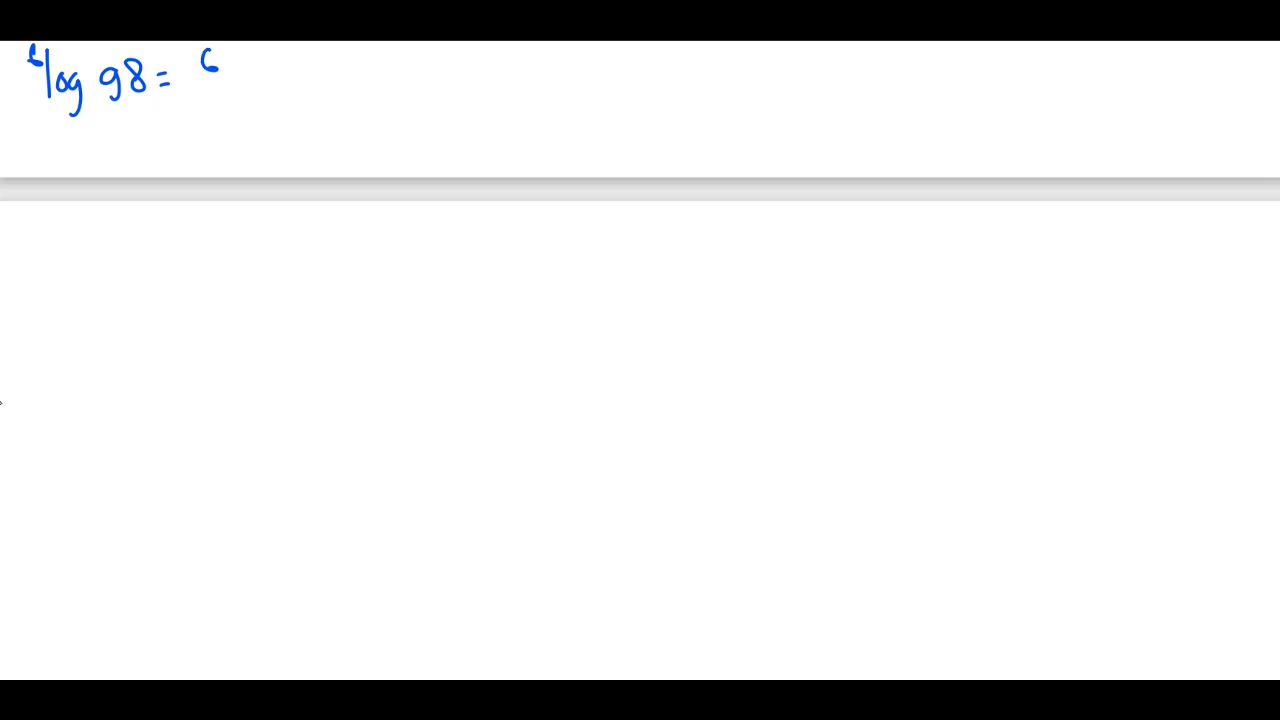 ⁶log 98 = ⁶